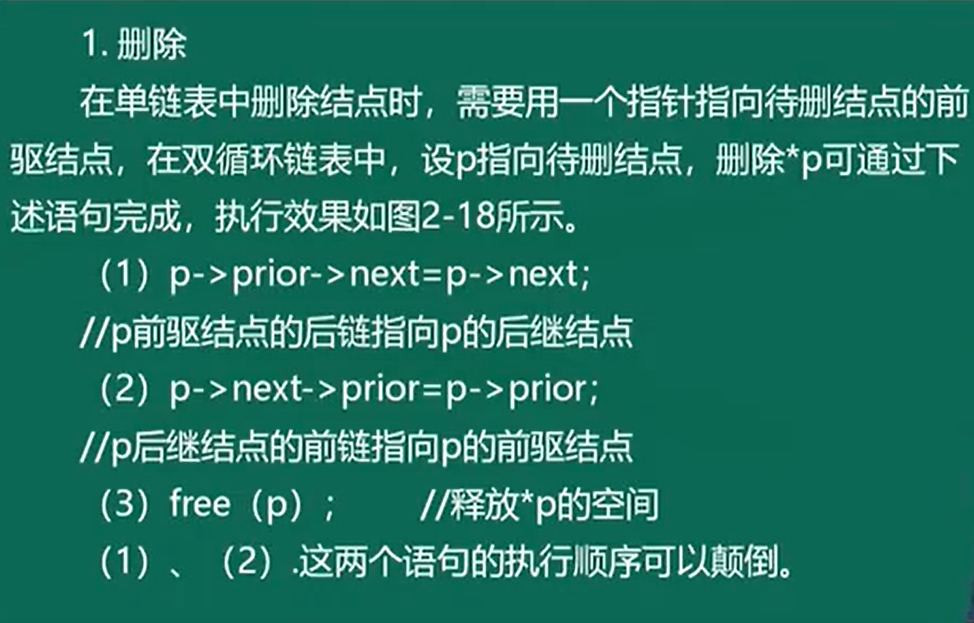 1. 删除
在单链表中删除结点时，需要用一个指针指向待删结点的前
驱结点，在双循环链表中，设p指向待删结点，删除*p可通过下
述语句完成，执行效果如图2-18所示。
（1）p->prior->next=p->next；
//p前驱结点的后链指向p的后继结点
（2）p->next->prior=p->prior；
//p后继结点的前链指向p的前驱结点
（3）free（p）； //释放*p的空间
（1）、（2）.这两个语句的执行顺序可以颠倒。